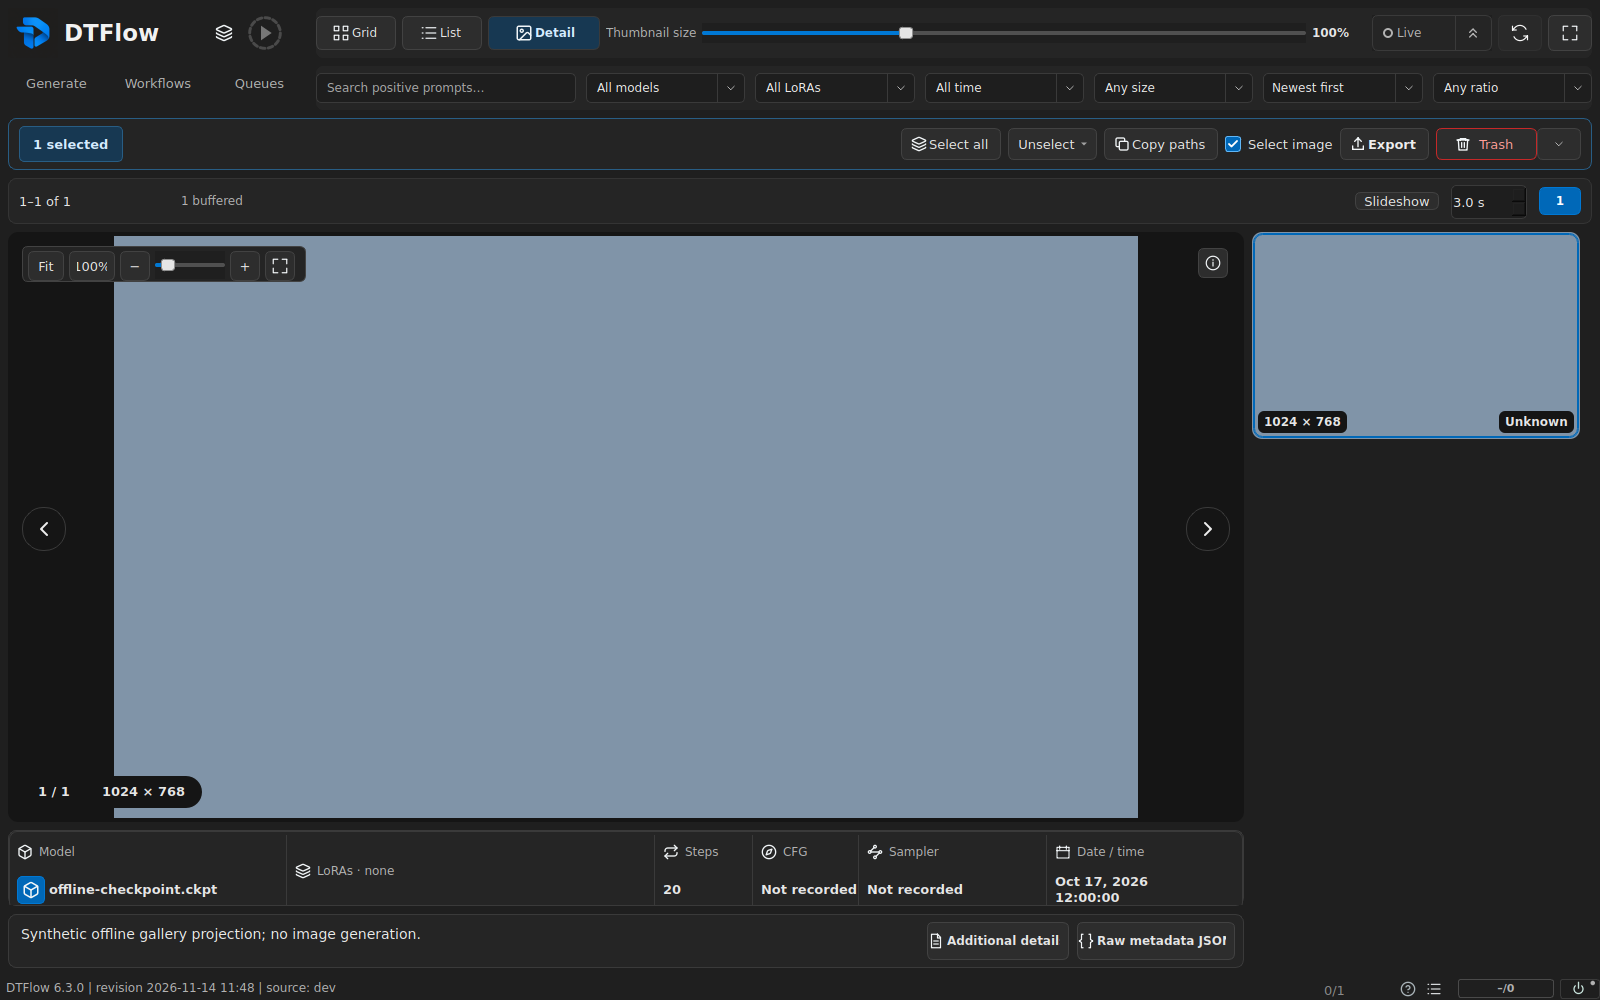 DTFlow
Grid
List
Detail
Thumbnail size
100%
Live
Generate
Workflows
Queues
Search positive prompts...
All models
All LoRAs
All time
Any size
Newest first
Any ratio
1 selected
Select all
Unselect
Copy paths
Select image
Export
Trash
1–1 of 1
1 buffered
Slideshow
3.0 s
1
Fit
100%
1024 × 768
Unknown
1 / 1
1024 × 768
Model
offline-checkpoint.ckpt
LoRAs · none
Steps
20
CFG
Not recorded
Sampler
Not recorded
Date / time
Oct 17, 2026
12:00:00
Synthetic offline gallery projection; no image generation.
Additional detail
Raw metadata JSON
DTFlow 6.3.0 | revision 2026-11-14 11:48 | source: dev
0/1
–/0